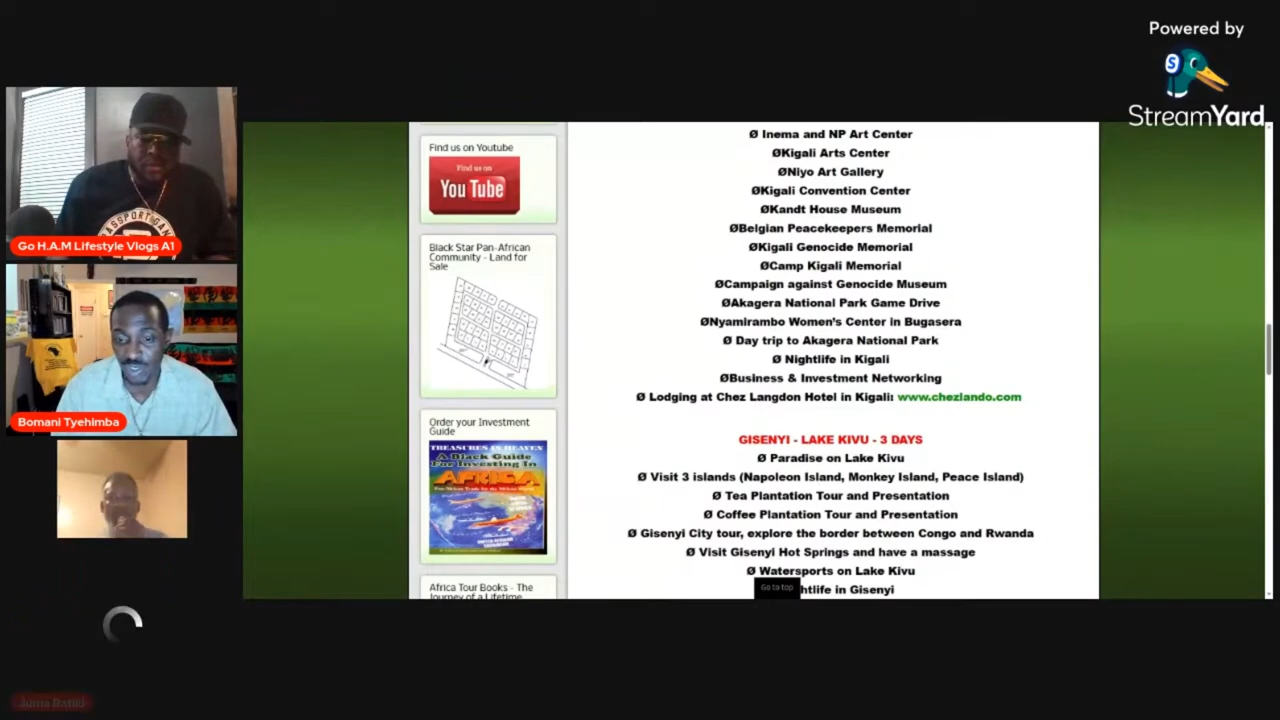 Powered by
S
StreamYard
PASSPORT GANG
Go H.A.M Lifestyle Vlogs A1
Bomani Tyehimba
Find us on Youtube
Find us on
You Tube
Black Star Pan-African
Community - Land for
Sale
Order your Investment
Guide
TREASURES IN HEAVEN
A Black Guide
For Investing In
AFRICA
Africa Tour Books - The
Journey of a Lifetime
Ø Inema and NP Art Center
ØKigali Arts Center
ØNiyo Art Gallery
ØKigali Convention Center
ØKandt House Museum
ØBelgian Peacekeepers Memorial
ØKigali Genocide Memorial
ØCamp Kigali Memorial
ØCampaign against Genocide Museum
ØAkagera National Park Game Drive
ØNyamirambo Women's Center in Bugasera
Ø Day trip to Akagera National Park
Ø Nightlife in Kigali
ØBusiness & Investment Networking
Ø Lodging at Chez Langdon Hotel in Kigali: www.chezlando.com
GISENYI - LAKE KIVU - 3 DAYS
Ø Paradise on Lake Kivu
Ø Visit 3 islands (Napoleon Island, Monkey Island, Peace Island)
Ø Tea Plantation Tour and Presentation
Ø Coffee Plantation Tour and Presentation
Ø Gisenyi City tour, explore the border between Congo and Rwanda
Ø Visit Gisenyi Hot Springs and have a massage
Ø Watersports on Lake Kivu
Go to top
htlife in Gisenyi